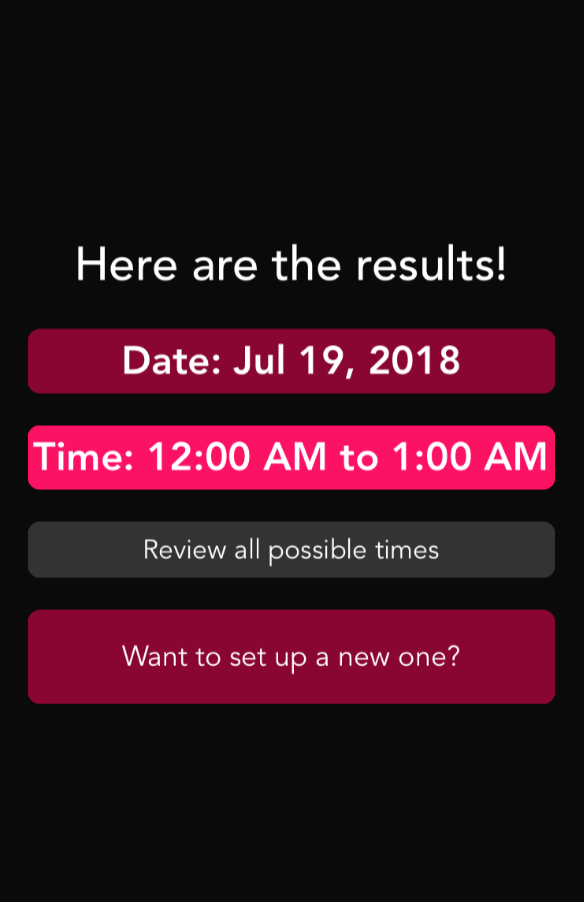 Here are the results!
Date: Jul 19, 2018
Time: 12:00 AM to 1:00 AM
Review all possible times
Want to set up a new one?